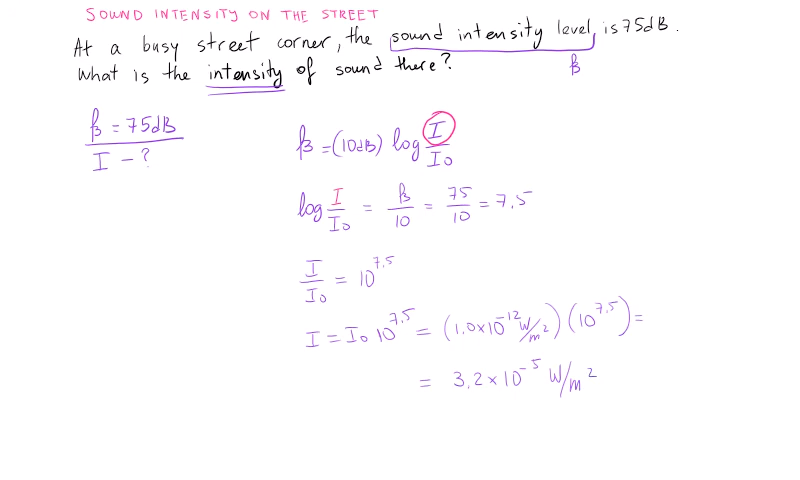 SOUND INTENSITY ON THE STREET
At a busy street corner, the sound intensity level, is 75dB.
What is the intensity of sound there?
β
β = 75dB
I - ?
β = (10dB) log I/I₀
log I/I₀ = β/10 = 75/10 = 7.5
I/I₀ = 10^7.5
I = I₀ 10^7.5 = (1.0×10^-12 W/m²)(10^7.5) =
= 3.2×10^-5 W/m²